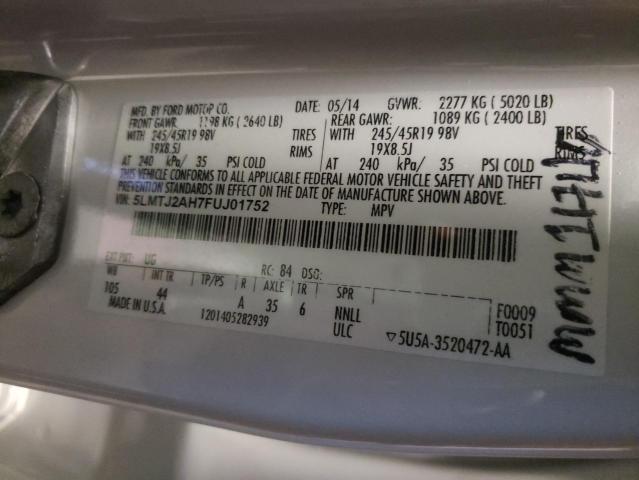 MFD. BY FORD MOTOR CO. DATE: 05/14 GVWR: 2277 KG ( 5020 LB)
FRONT GAWR: 1198 KG ( 2640 LB) REAR GAWR: 1089 KG ( 2400 LB)
WITH 245/45R19 98V TIRES WITH 245/45R19 98V TIRES
19X8.5J RIMS 19X8.5J RIMS
AT 240 kPa/ 35 PSI COLD AT 240 kPa/ 35 PSI COLD
THIS VEHICLE CONFORMS TO ALL APPLICABLE FEDERAL MOTOR VEHICLE SAFETY AND THEFT
PREVENTION STANDARDS IN EFFECT ON THE DATE OF MANUFACTURE SHOWN ABOVE.
VIN: 5LMTJ2AH7FUJ01752 TYPE: MPV
EXT PNT: UG RC: 84 DSO:
WB INT TR TP/PS R AXLE TR SPR
105 44 A 35 6 NNLL F0009
MADE IN U.S.A. 1201405282939 ULC ▽5U5A-3520472-AA T0051